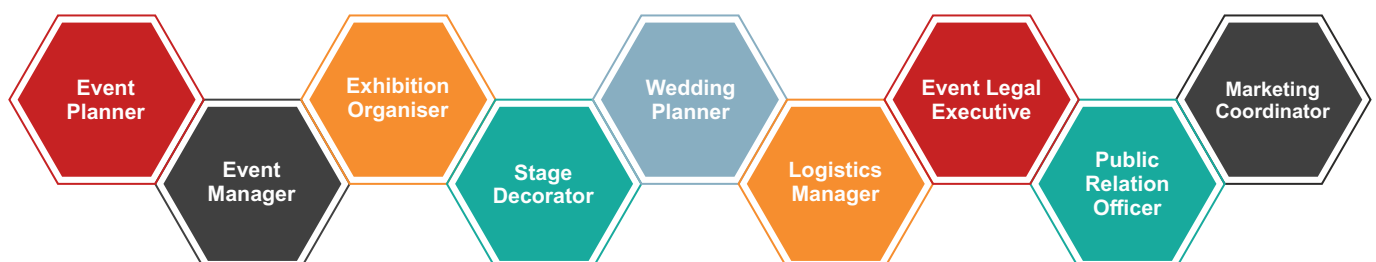 Event
Planner
Event
Manager
Exhibition
Organiser
Stage
Decorator
Wedding
Planner
Logistics
Manager
Event Legal
Executive
Public
Relation
Officer
Marketing
Coordinator